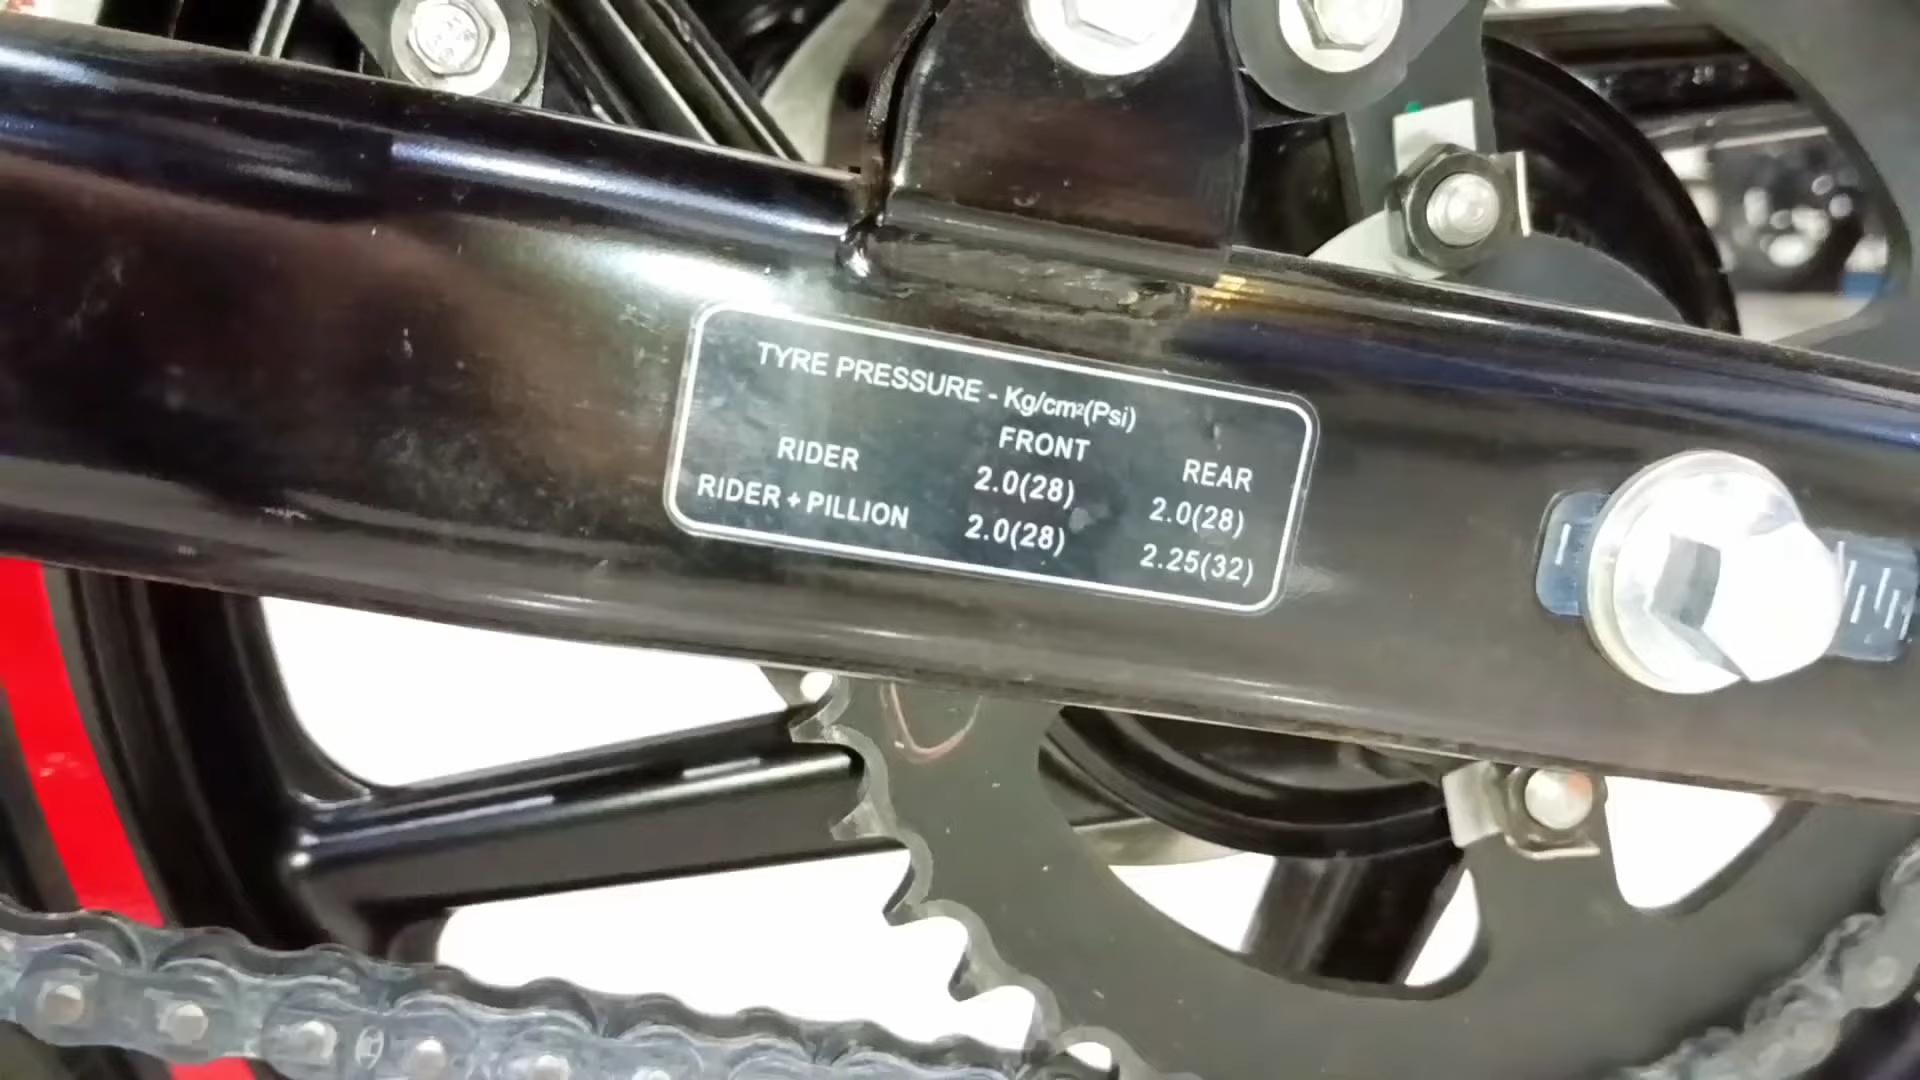 TYRE PRESSURE - Kg/cm²(Psi)
FRONT REAR
RIDER 2.0(28) 2.0(28)
RIDER + PILLION 2.0(28) 2.25(32)